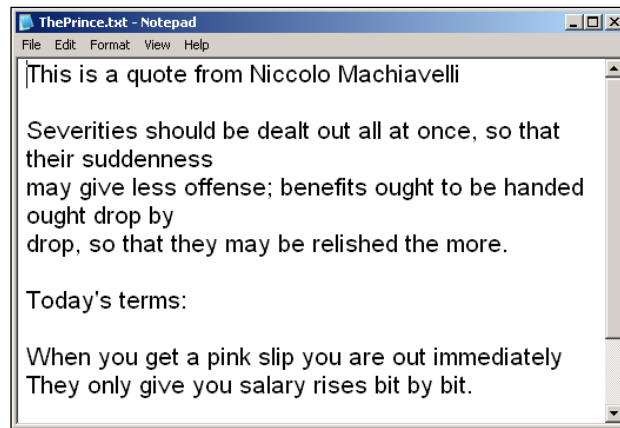 ThePrince.txt - Notepad
File Edit Format View Help
This is a quote from Niccolo Machiavelli
Severities should be dealt out all at once, so that
their suddenness
may give less offense; benefits ought to be handed
ought drop by
drop, so that they may be relished the more.
Today's terms:
When you get a pink slip you are out immediately
They only give you salary rises bit by bit.